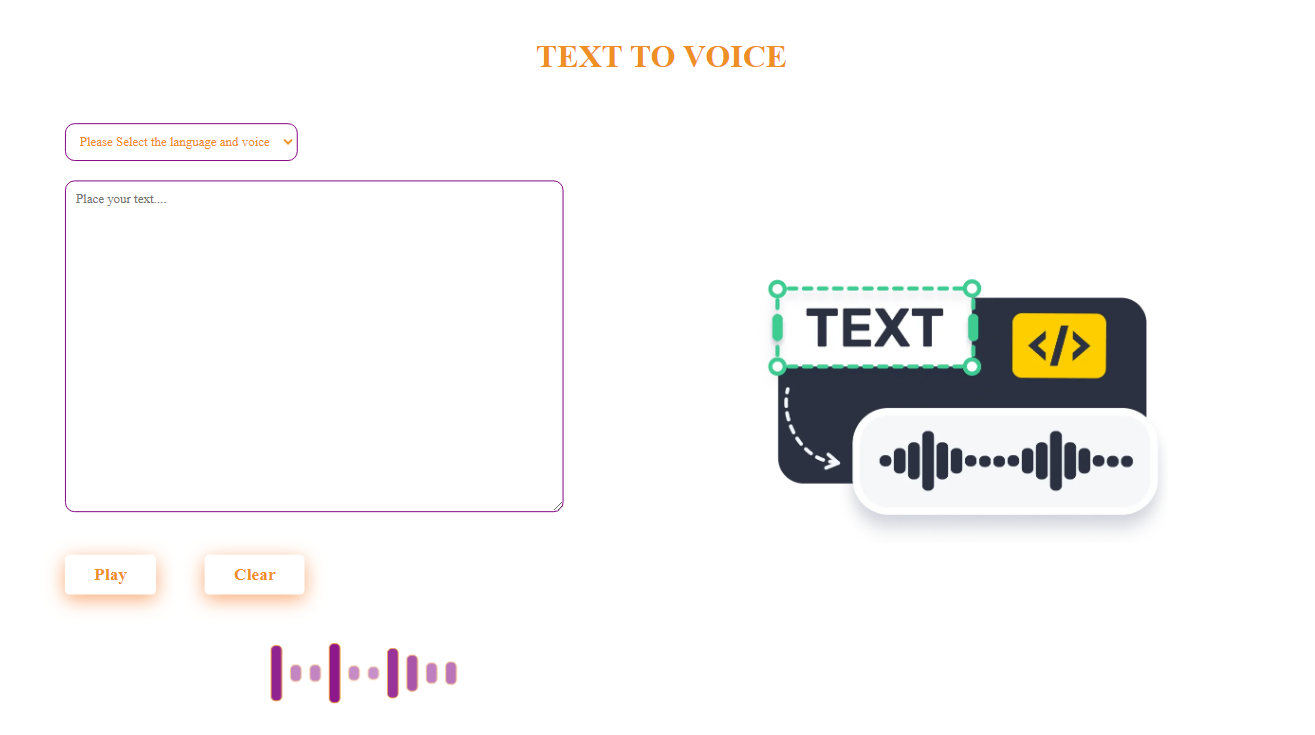 TEXT TO VOICE
Please Select the language and voice
Place your text....
TEXT
</>
Play
Clear